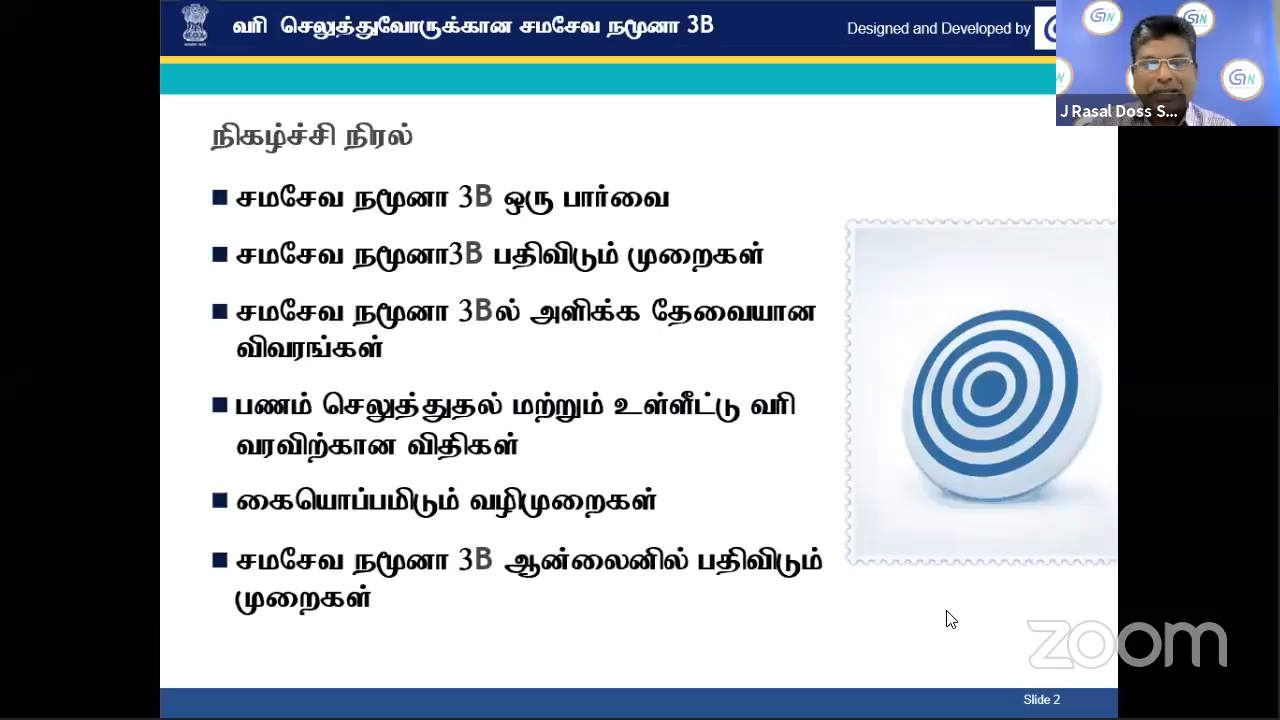 வரி செலுத்துவோருக்கான சமசேவ நமூனா 3B
Designed and Developed by
GSTN
J Rasal Doss S...
நிகழ்ச்சி நிரல்
சமசேவ நமூனா 3B ஒரு பார்வை
சமசேவ நமூனா3B பதிவிடும் முறைகள்
சமசேவ நமூனா 3Bல் அளிக்க தேவையான
விவரங்கள்
பணம் செலுத்துதல் மற்றும் உள்ளீட்டு வரி
வரவிற்கான விதிகள்
கையொப்பமிடும் வழிமுறைகள்
சமசேவ நமூனா 3B ஆன்லைனில் பதிவிடும்
முறைகள்
zoom
Slide 2